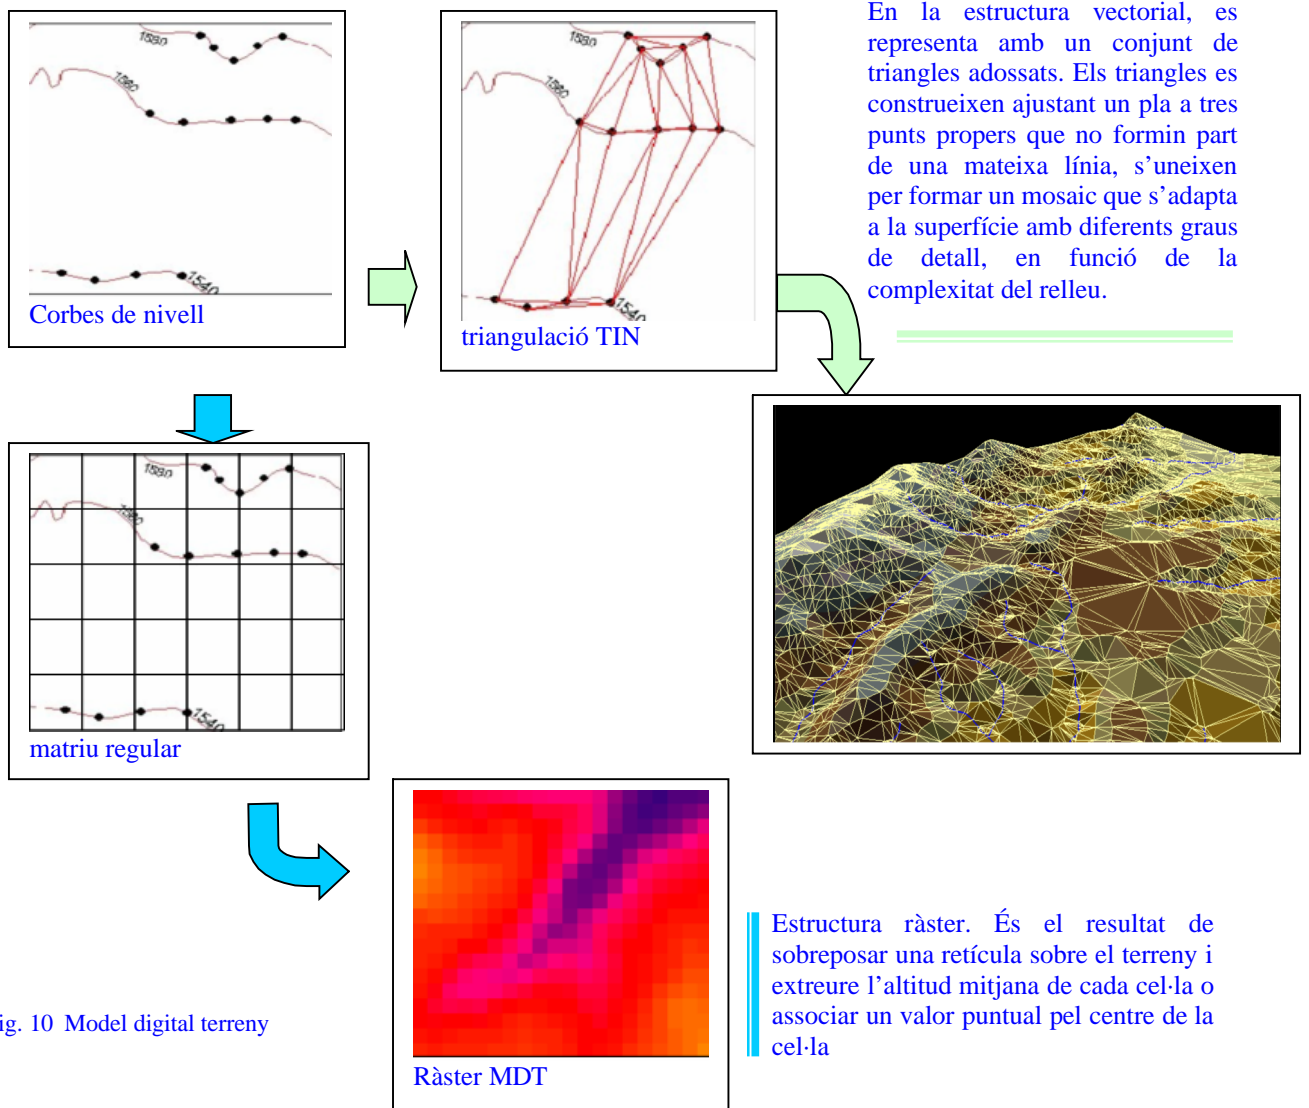 1580
1560
1540
Corbes de nivell
1580
1560
1540
triangulació TIN
En la estructura vectorial, es
representa amb un conjunt de
triangles adossats. Els triangles es
construeixen ajustant un pla a tres
punts propers que no formin part
de una mateixa línia, s’uneixen
per formar un mosaic que s’adapta
a la superfície amb diferents graus
de detall, en funció de la
complexitat del relleu.
1580
1560
1540
matriu regular
Estructura ràster. És el resultat de
sobreposar una retícula sobre el terreny i
extreure l’altitud mitjana de cada cel·la o
associar un valor puntual pel centre de la
cel·la
ig. 10 Model digital terreny
Ràster MDT